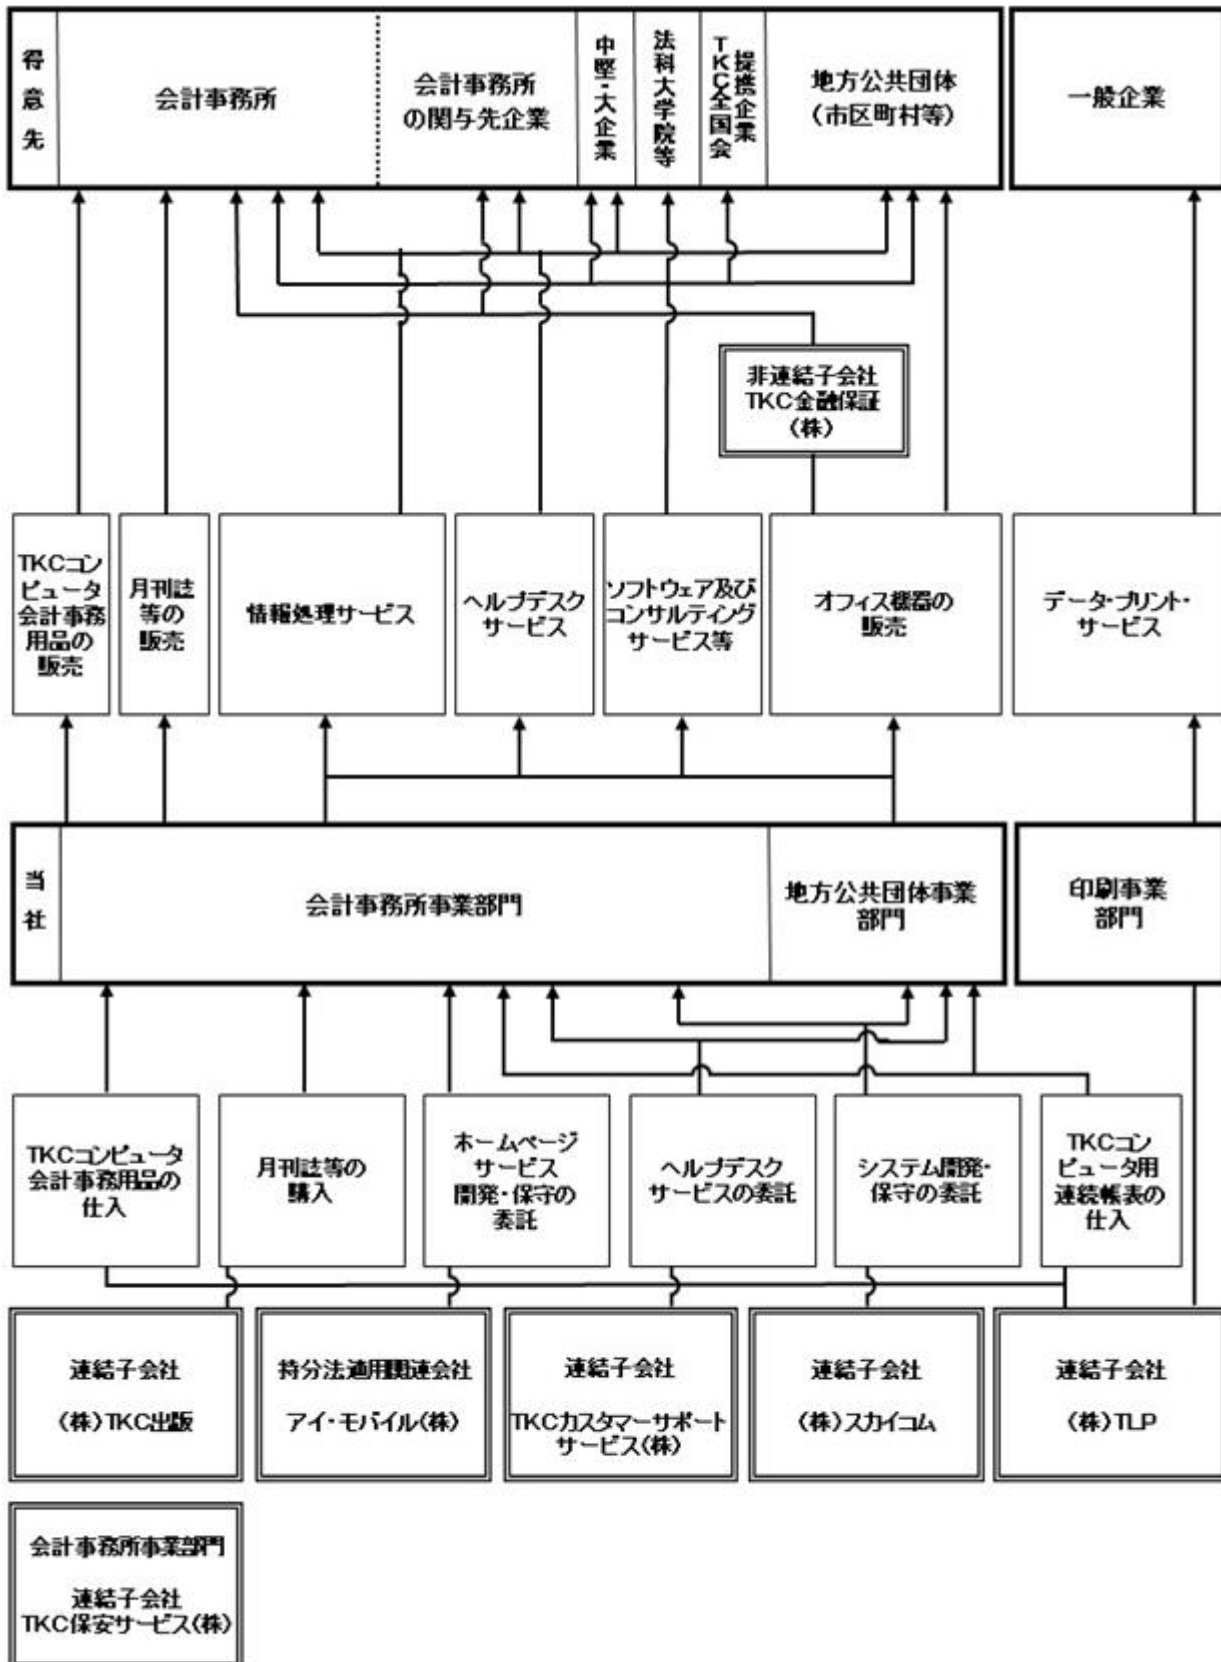 得意先
会計事務所
会計事務所
の関与先企業
中堅・大企業
法科大学院等
提携企業
TKC全国会
地方公共団体
(市区町村等)
一般企業
非連結子会社
TKC金融保証
(株)
TKCコン
ピュータ
会計事務
用品の
販売
月刊誌
等の
販売
情報処理サービス
ヘルプデスク
サービス
ソフトウェア及び
コンサルティング
サービス等
オフィス機器の
販売
データ・プリント・
サービス
当社
会計事務所事業部門
地方公共団体事業
部門
印刷事業
部門
TKCコンピュータ
会計事務用品の
仕入
月刊誌等の
購入
ホームページ
サービス
開発・保守の
委託
ヘルプデスク
サービスの委託
システム開発・
保守の委託
TKCコン
ピュータ用
連続帳表の
仕入
連結子会社
(株)TKC出版
持分法適用関連会社
アイ・モバイル(株)
連結子会社
TKCカスタマーサポート
サービス(株)
連結子会社
(株)スカイコム
連結子会社
(株)TLP
会計事務所事業部門
連結子会社
TKC保安サービス(株)